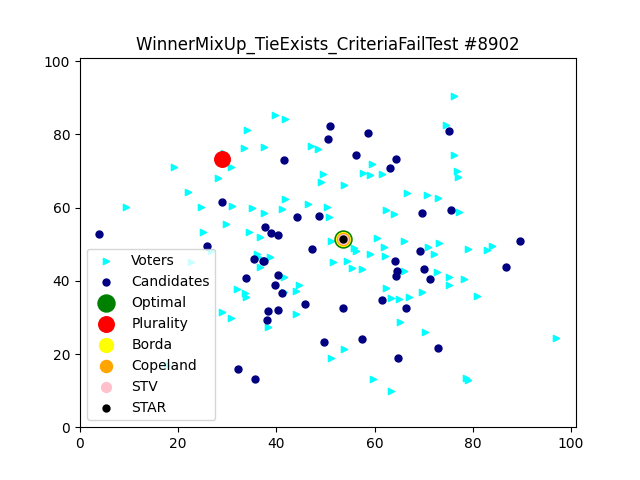 WinnerMixUp_TieExists_CriteriaFailTest #8902
100
80
60
40
20
0
0
20
40
60
80
100
Voters
Candidates
Optimal
Plurality
Borda
Copeland
STV
STAR